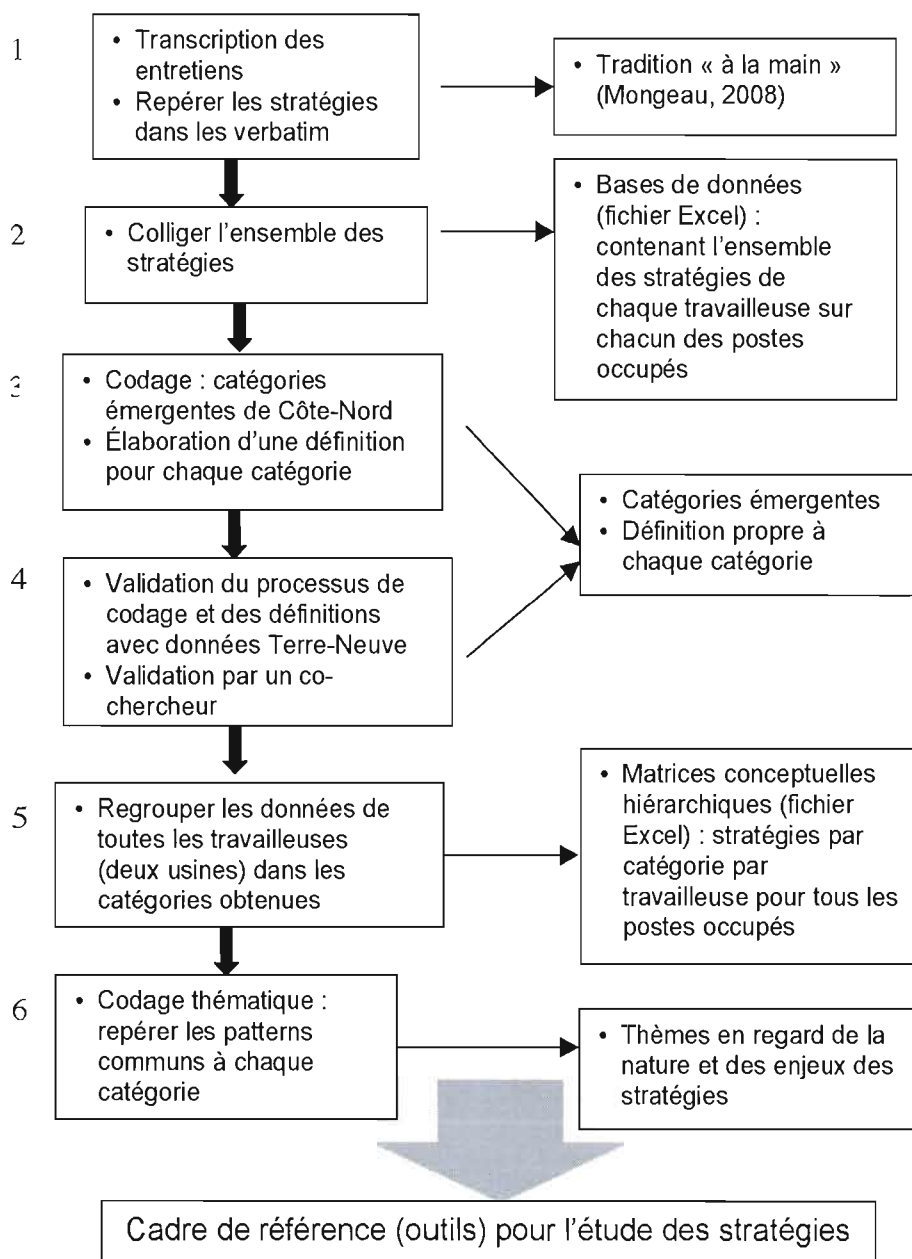 1
• Transcription des
entretiens
• Repérer les stratégies
dans les verbatim
• Tradition « à la main »
(Mongeau, 2008)
2
• Colliger l'ensemble des
stratégies
• Bases de données
(fichier Excel) :
contenant l'ensemble
des stratégies de
chaque travailleuse sur
chacun des postes
occupés
3
• Codage : catégories
émergentes de Côte-Nord
• Élaboration d'une définition
pour chaque catégorie
• Catégories émergentes
• Définition propre à
chaque catégorie
4
• Validation du processus de
codage et des définitions
avec données Terre-Neuve
• Validation par un co-
chercheur
5
• Regrouper les données de
toutes les travailleuses
(deux usines) dans les
catégories obtenues
• Matrices conceptuelles
hiérarchiques (fichier
Excel) : stratégies par
catégorie par
travailleuse pour tous les
postes occupés
6
• Codage thématique :
repérer les patterns
communs à chaque
catégorie
• Thèmes en regard de la
nature et des enjeux des
stratégies
Cadre de référence (outils) pour l'étude des stratégies